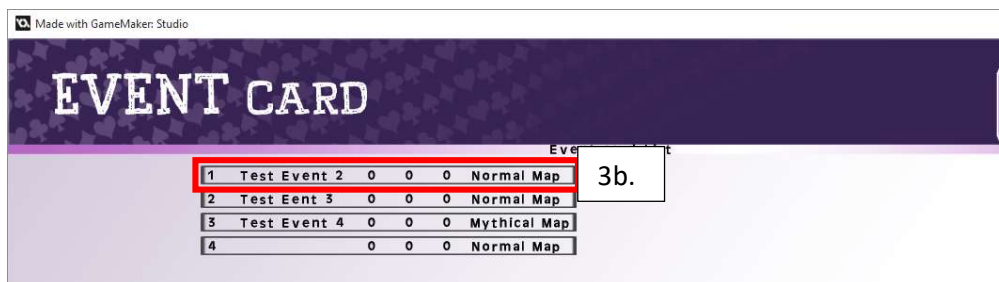 Made with GameMaker: Studio
EVENT CARD
Eve t
1 Test Event 2 0 0 0 Normal Map
3b.
2 Test Eent 3 0 0 0 Normal Map
3 Test Event 4 0 0 0 Mythical Map
4 0 0 0 Normal Map